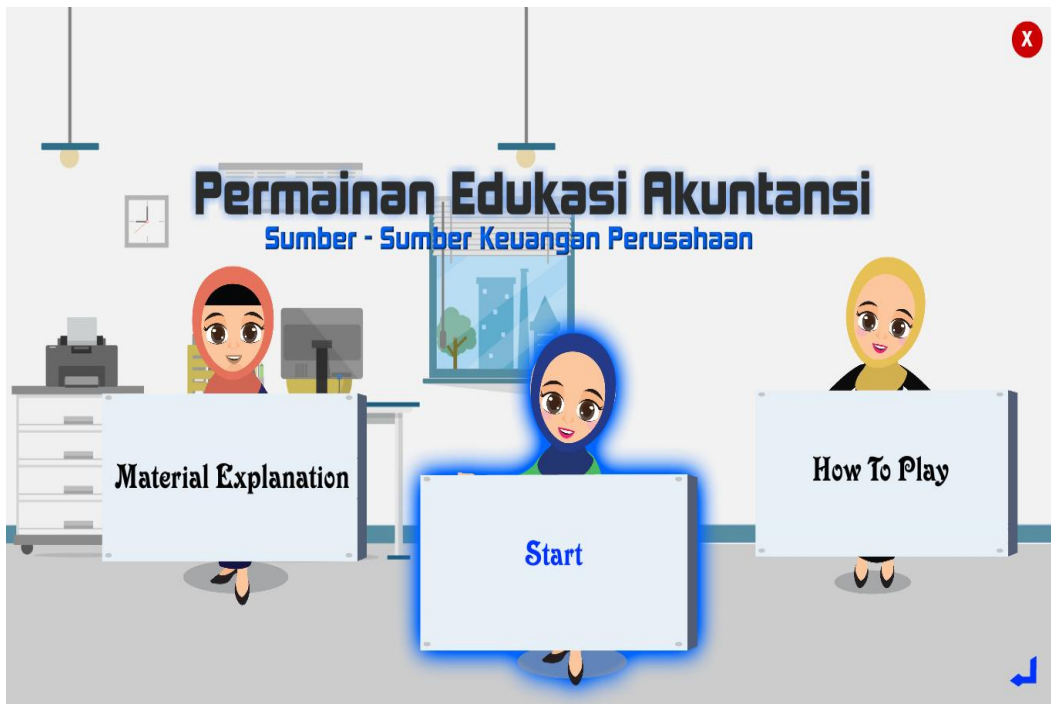 X
Permainan Edukasi Akuntansi
Sumber - Sumber Keuangan Perusahaan
Material Explanation
Start
How To Play